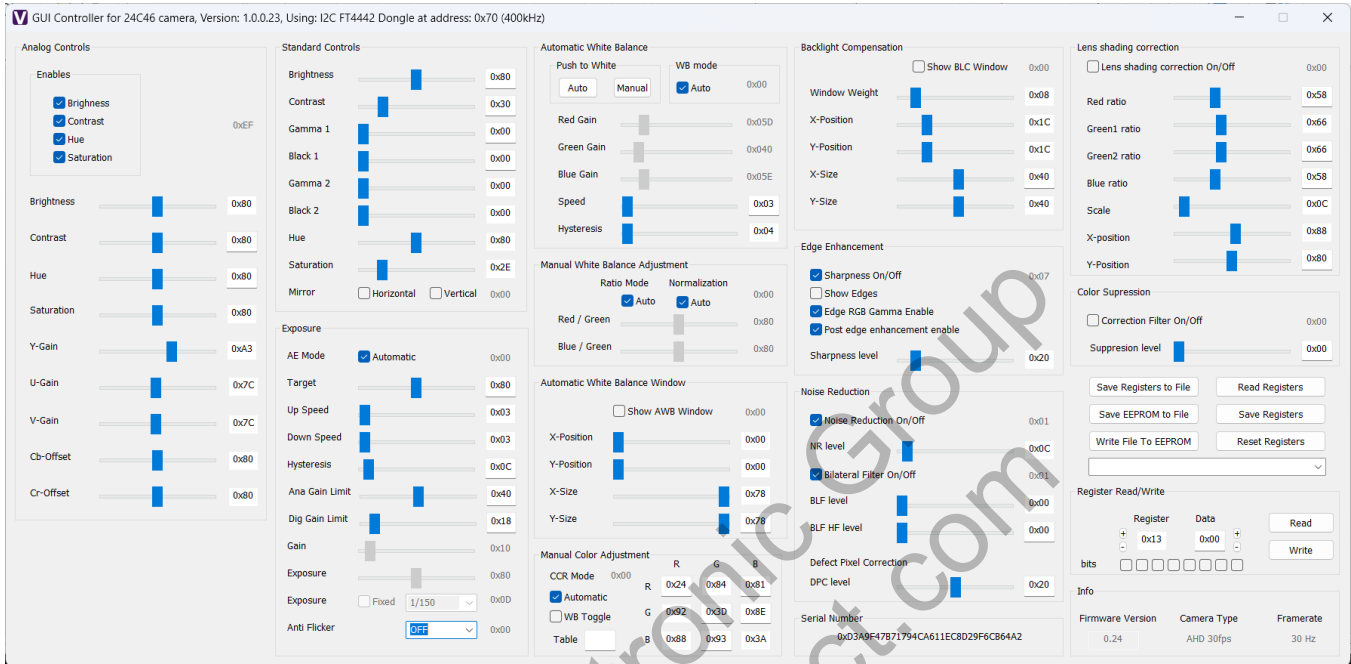 GUI Controller for 24C46 camera, Version: 1.0.0.23, Using: I2C FT4442 Dongle at address: 0x70 (400kHz)
Analog Controls
Enables
Brighness
Contrast
Hue
Saturation
0xEF
Brightness 0x80
Contrast 0x80
Hue 0x80
Saturation 0x80
Y-Gain 0xA3
U-Gain 0x7C
V-Gain 0x7C
Cb-Offset 0x80
Cr-Offset 0x80
Standard Controls
Brightness 0x80
Contrast 0x30
Gamma 1 0x00
Black 1 0x00
Gamma 2 0x00
Black 2 0x00
Hue 0x80
Saturation 0x2E
Mirror Horizontal Vertical 0x00
Exposure
AE Mode Automatic 0x00
Target 0x80
Up Speed 0x03
Down Speed 0x03
Hysteresis 0x0C
Ana Gain Limit 0x40
Dig Gain Limit 0x18
Gain 0x10
Exposure 0x80
Exposure Fixed 1/150 0x0D
Anti Flicker OFF 0x00
Automatic White Balance
Push to White WB mode
Auto Manual Auto 0x00
Red Gain 0x05D
Green Gain 0x040
Blue Gain 0x05E
Speed 0x03
Hysteresis 0x04
Manual White Balance Adjustment
Ratio Mode Normalization
Auto Auto 0x00
Red / Green 0x80
Blue / Green 0x80
Automatic White Balance Window
Show AWB Window 0x00
X-Position 0x00
Y-Position 0x00
X-Size 0x78
Y-Size 0x78
Manual Color Adjustment
R G B
CCR Mode 0x00 R 0x24 0x84 0x81
Automatic
WB Toggle G 0x92 0x3D 0x8E
Table B 0x88 0x93 0x3A
Backlight Compensation
Show BLC Window 0x00
Window Weight 0x08
X-Position 0x1C
Y-Position 0x1C
X-Size 0x40
Y-Size 0x40
Edge Enhancement
Sharpness On/Off 0x07
Show Edges
Edge RGB Gamma Enable
Post edge enhancement enable
Sharpness level 0x20
Noise Reduction
Noise Reduction On/Off 0x01
NR level 0x0C
Bilateral Filter On/Off 0x01
BLF level 0x00
BLF HF level 0x00
Defect Pixel Correction
DPC level 0x20
Serial Number
0xD3A9F47B71794CA611EC8D29F6CB64A2
Lens shading correction
Lens shading correction On/Off 0x00
Red ratio 0x58
Green1 ratio 0x66
Green2 ratio 0x66
Blue ratio 0x58
Scale 0x0C
X-position 0x88
Y-Position 0x80
Color Supression
Correction Filter On/Off 0x00
Suppresion level 0x00
Save Registers to File Read Registers
Save EEPROM to File Save Registers
Write File To EEPROM Reset Registers
Register Read/Write
Register Data
+ 0x13 - 0x00 + - Read
Write
bits
Info
Firmware Version Camera Type Framerate
0.24 AHD 30fps 30 Hz
ronic Group
ct.com